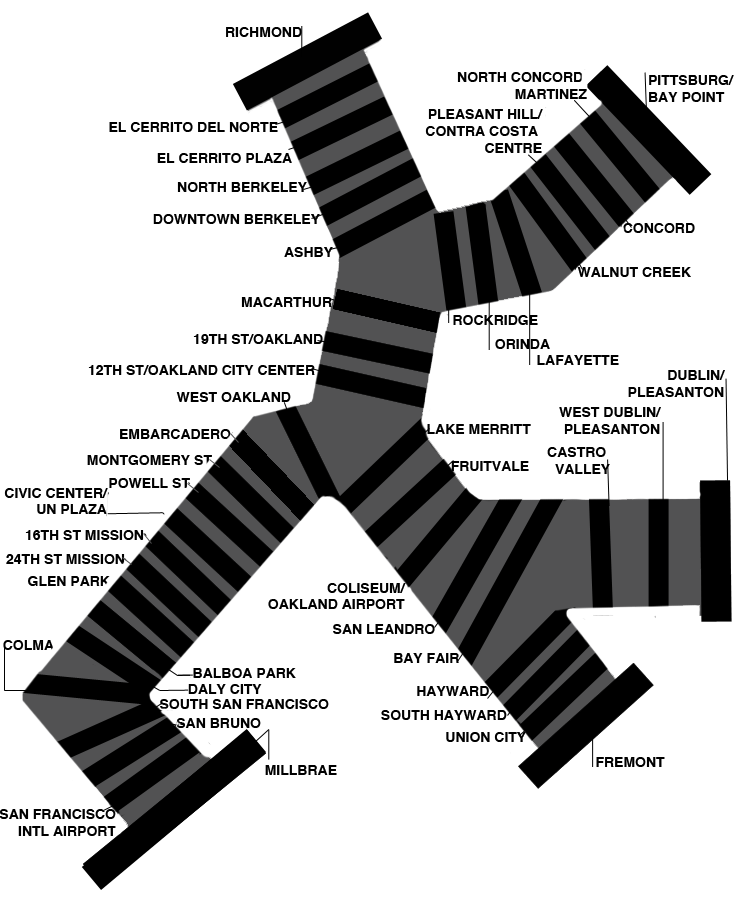 RICHMOND
NORTH CONCORD
MARTINEZ
PITTSBURG/
BAY POINT
PLEASANT HILL/
CONTRA COSTA
CENTRE
EL CERRITO DEL NORTE
EL CERRITO PLAZA
NORTH BERKELEY
DOWNTOWN BERKELEY
CONCORD
ASHBY
WALNUT CREEK
MACARTHUR
ROCKRIDGE
19TH ST/OAKLAND
ORINDA
LAFAYETTE
12TH ST/OAKLAND CITY CENTER
DUBLIN/
PLEASANTON
WEST OAKLAND
WEST DUBLIN/
PLEASANTON
EMBARCADERO
LAKE MERRITT
CASTRO
VALLEY
MONTGOMERY ST
FRUITVALE
POWELL ST
CIVIC CENTER/
UN PLAZA
16TH ST MISSION
24TH ST MISSION
GLEN PARK
COLISEUM/
OAKLAND AIRPORT
SAN LEANDRO
COLMA
BAY FAIR
BALBOA PARK
DALY CITY
HAYWARD
SOUTH SAN FRANCISCO
SOUTH HAYWARD
SAN BRUNO
UNION CITY
FREMONT
MILLBRAE
SAN FRANCISCO
INTL AIRPORT